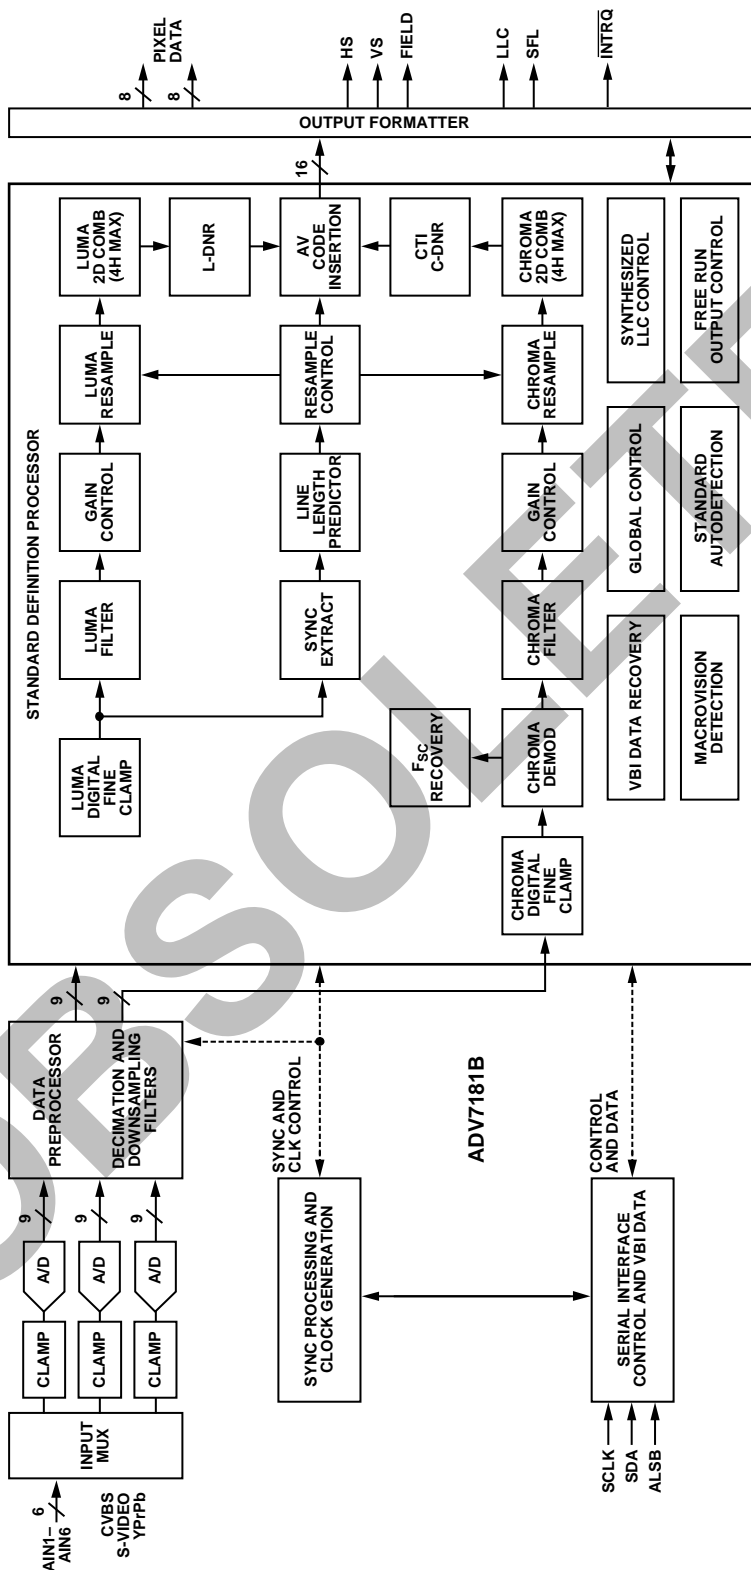 AIN1–
AIN6
6
CVBS
S-VIDEO
YPrPb
INPUT
MUX
CLAMP
A/D
9
CLAMP
A/D
9
CLAMP
A/D
9
DATA
PREPROCESSOR
DECIMATION AND
DOWNSAMPLING
FILTERS
9
9
STANDARD DEFINITION PROCESSOR
LUMA
DIGITAL
FINE
CLAMP
LUMA
FILTER
GAIN
CONTROL
LUMA
RESAMPLE
LUMA
2D COMB
(4H MAX)
L-DNR
SYNC
EXTRACT
LINE
LENGTH
PREDICTOR
RESAMPLE
CONTROL
AV
CODE
INSERTION
16
FSC
RECOVERY
CTI
C-DNR
CHROMA
DIGITAL
FINE
CLAMP
CHROMA
DEMOD
CHROMA
FILTER
GAIN
CONTROL
CHROMA
RESAMPLE
CHROMA
2D COMB
(4H MAX)
VBI DATA RECOVERY
GLOBAL CONTROL
SYNTHESIZED
LLC CONTROL
MACROVISION
DETECTION
STANDARD
AUTODETECTION
FREE RUN
OUTPUT CONTROL
OUTPUT FORMATTER
8
8
PIXEL
DATA
HS
VS
FIELD
LLC
SFL
INTRQ
SYNC PROCESSING AND
CLOCK GENERATION
SYNC AND
CLK CONTROL
ADV7181B
SCLK
SDA
ALSB
SERIAL INTERFACE
CONTROL AND VBI DATA
CONTROL
AND DATA
OBSOLETE